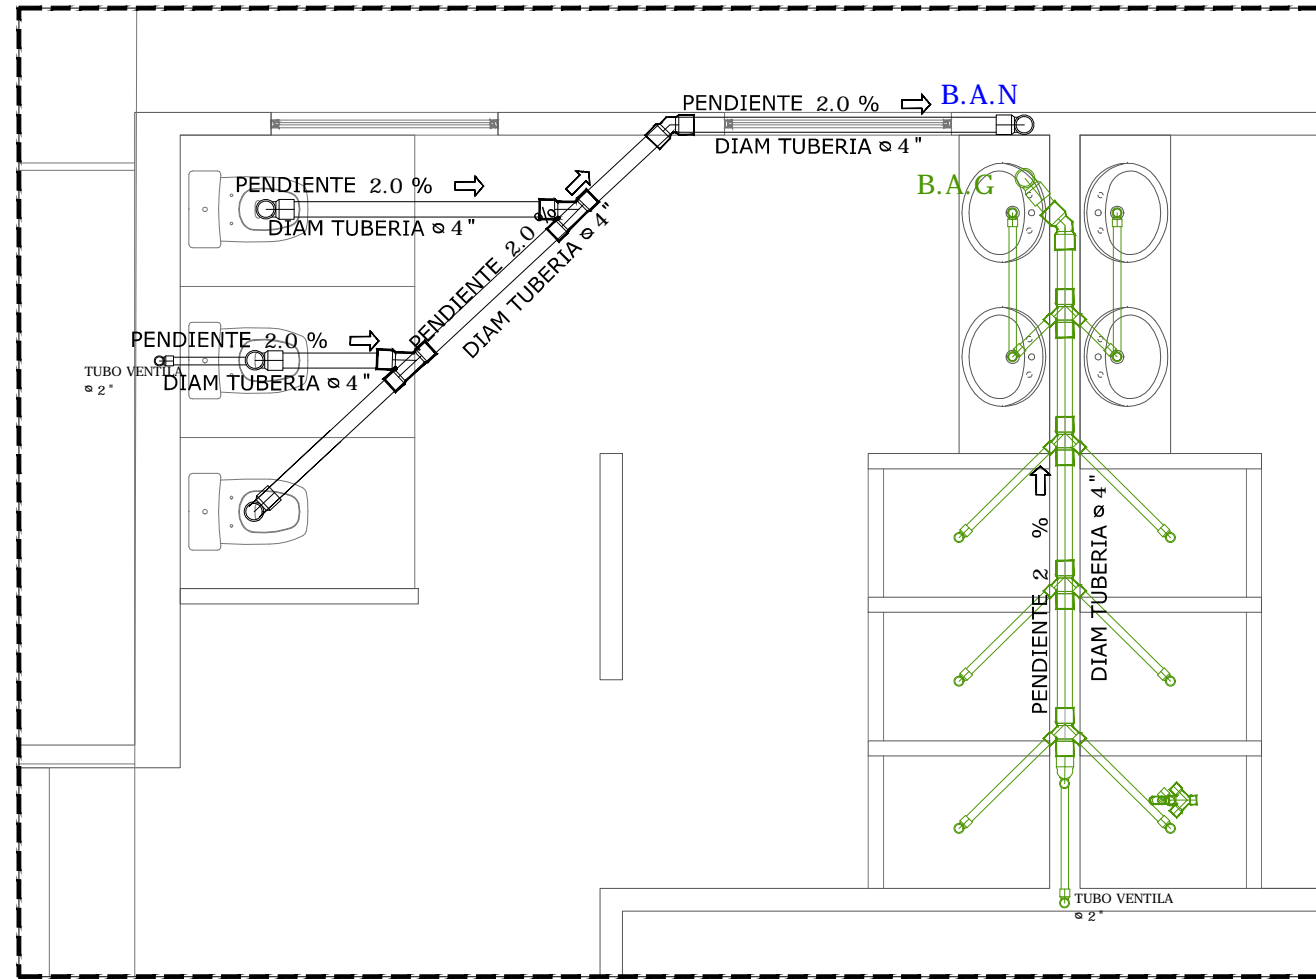 PENDIENTE 2.0 %
B.A.N
DIAM TUBERIA ⌀ 4"
PENDIENTE 2.0 %
DIAM TUBERIA ⌀ 4"
B.A.G
PENDIENTE 2.0 %
DIAM TUBERIA ⌀ 4"
PENDIENTE 2.0 %
DIAM TUBERIA ⌀ 4"
TUBO VENTILA
⌀ 2"
PENDIENTE 2 %
DIAM TUBERIA ⌀ 4"
TUBO VENTILA
⌀ 2"